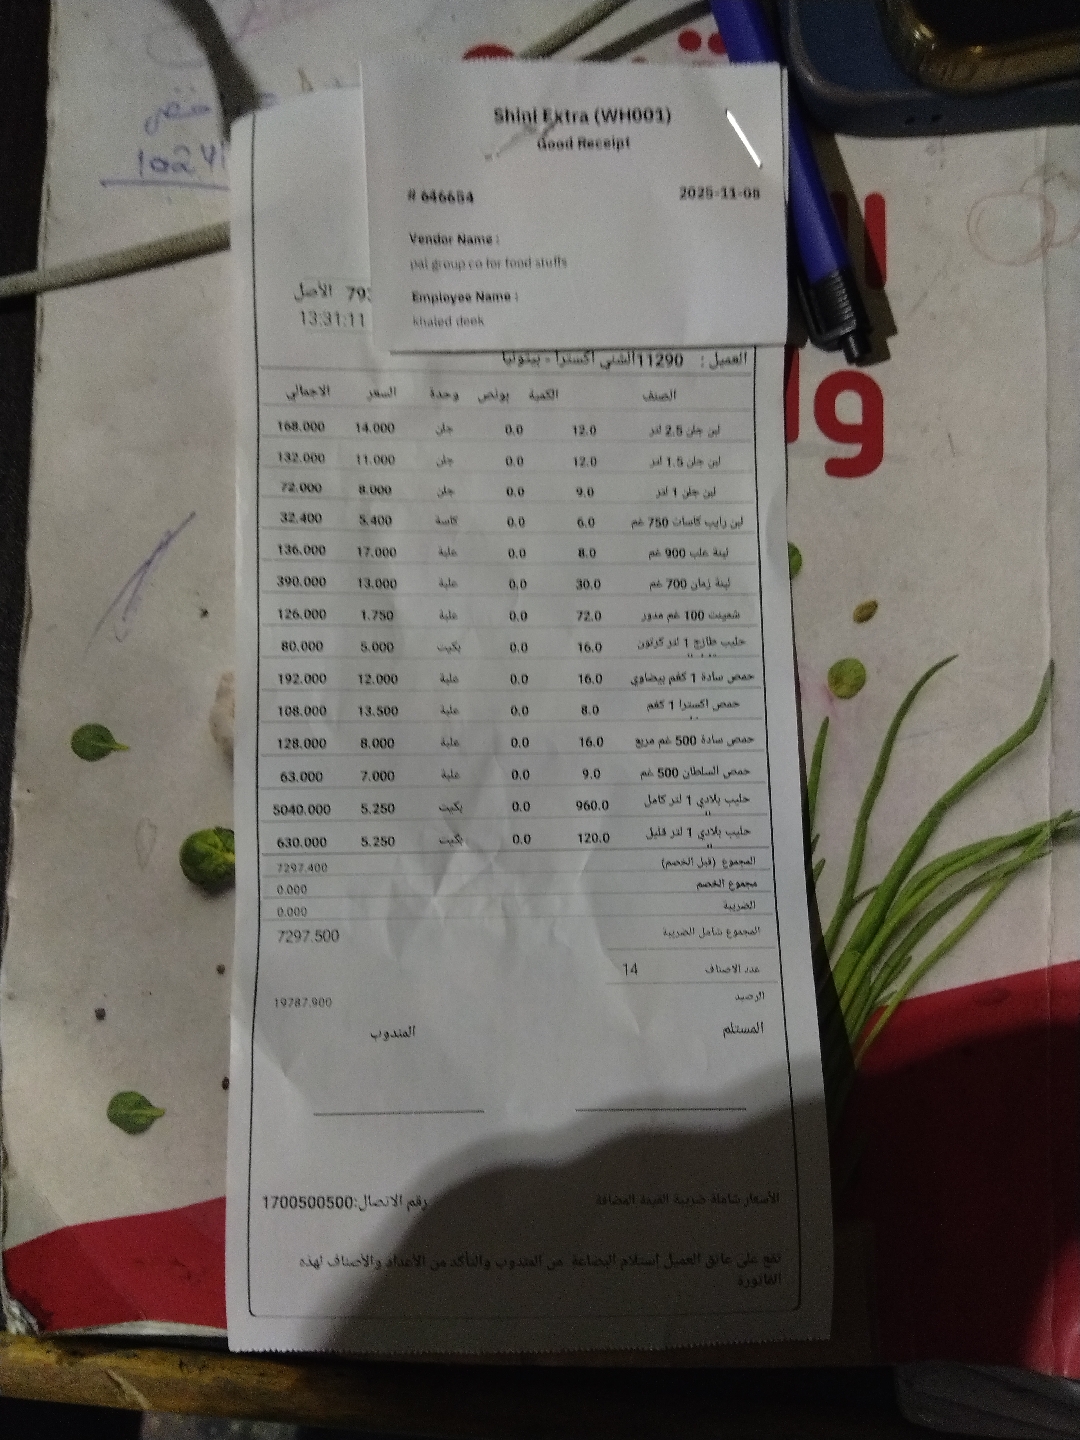 خفض
Shini Extra (WH001)
Good Receipt
# 646654 2025-11-08
Vendor Name :
pal group co for food stuffs
Employee Name :
khaled deek
الأصل 793
13:31:11
العميل : 11290الشني اكسترا - بيتونيا
الصنف الكمية بونص وحدة السعر الاجمالي
لبن جلن 2.5 لتر 12.0 0.0 جلن 14.000 168.000
لبن جلن 1.5 لتر 12.0 0.0 جلن 11.000 132.000
لبن جلن 1 لتر 9.0 0.0 جلن 8.000 72.000
لبن رايب كاسات 750 غم 6.0 0.0 كاسة 5.400 32.400
لبنة علب 900 غم 8.0 0.0 علبة 17.000 136.000
لبنة زمان 700 غم 30.0 0.0 علبة 13.000 390.000
شمينت 100 غم مدور 72.0 0.0 علبة 1.750 126.000
حليب طازج 1 لتر كرتون 16.0 0.0 بكيت 5.000 80.000
حمص سادة 1 كغم بيضاوي 16.0 0.0 علبة 12.000 192.000
حمص اكسترا 1 كغم 8.0 0.0 علبة 13.500 108.000
حمص سادة 500 غم مربع 16.0 0.0 علبة 8.000 128.000
حمص السلطان 500 غم 9.0 0.0 علبة 7.000 63.000
حليب بلادي 1 لتر كامل 960.0 0.0 بكيت 5.250 5040.000
حليب بلادي 1 لتر قليل 120.0 0.0 بكيت 5.250 630.000
المجموع (قبل الخصم) 7297.400
مجموع الخصم 0.000
الضريبة 0.000
المجموع شامل الضريبة 7297.500
عدد الاصناف 14
الرصيد 19787.900
المستلم المندوب
الأسعار شاملة ضريبة القيمة المضافة رقم الاتصال:1700500500
تقع على عاتق العميل استلام البضاعة من المندوب والتأكد من الأعداد والأصناف لهذه
الفاتورة